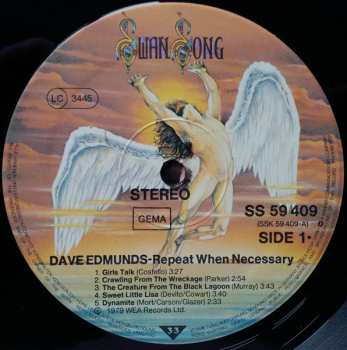 SWAN SONG
LC 3445
STEREO
GEMA
SS 59 409
(SSK 59 409-A)
SIDE 1
DAVE EDMUNDS-Repeat When Necessary
1 Girls Talk (Costello) 3:27
2 Crawling From The Wreckage (Parker) 2:54
3 The Creature From The Black Lagoon (Murray) 3:43
4 Sweet Little Lisa (Devito/Cowart) 3:40
5 Dynamite (Mort/Carson/Glazer) 2:33
℗ 1979 WEA Records Ltd.
33